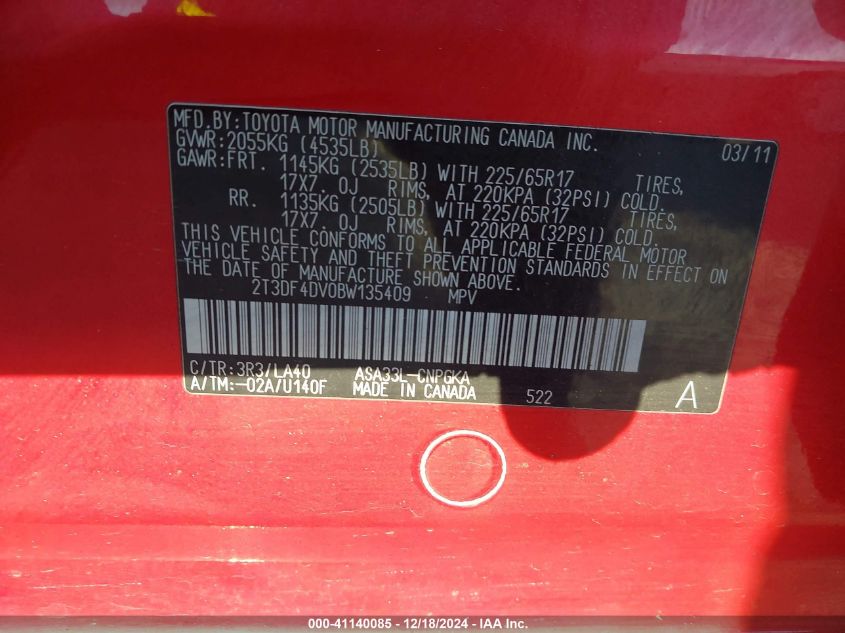 MFD.BY:TOYOTA MOTOR MANUFACTURING CANADA INC. 03/11
GVWR:2055KG (4535LB)
GAWR:FRT. 1145KG (2535LB) WITH 225/65R17 TIRES,
17X7. 0J RIMS, AT 220KPA (32PSI) COLD.
RR. 1135KG (2505LB) WITH 225/65R17 TIRES,
17X7. 0J RIMS, AT 220KPA (32PSI) COLD.
THIS VEHICLE CONFORMS TO ALL APPLICABLE FEDERAL MOTOR
VEHICLE SAFETY AND THEFT PREVENTION STANDARDS IN EFFECT ON
THE DATE OF MANUFACTURE SHOWN ABOVE.
2T3DF4DV0BW135409 MPV
C/TR:3R3/LA40 ASA33L-CNPGKA
A/TM:-02A/U140F MADE IN CANADA 522 A
000-41140085 - 12/18/2024 - IAA Inc.